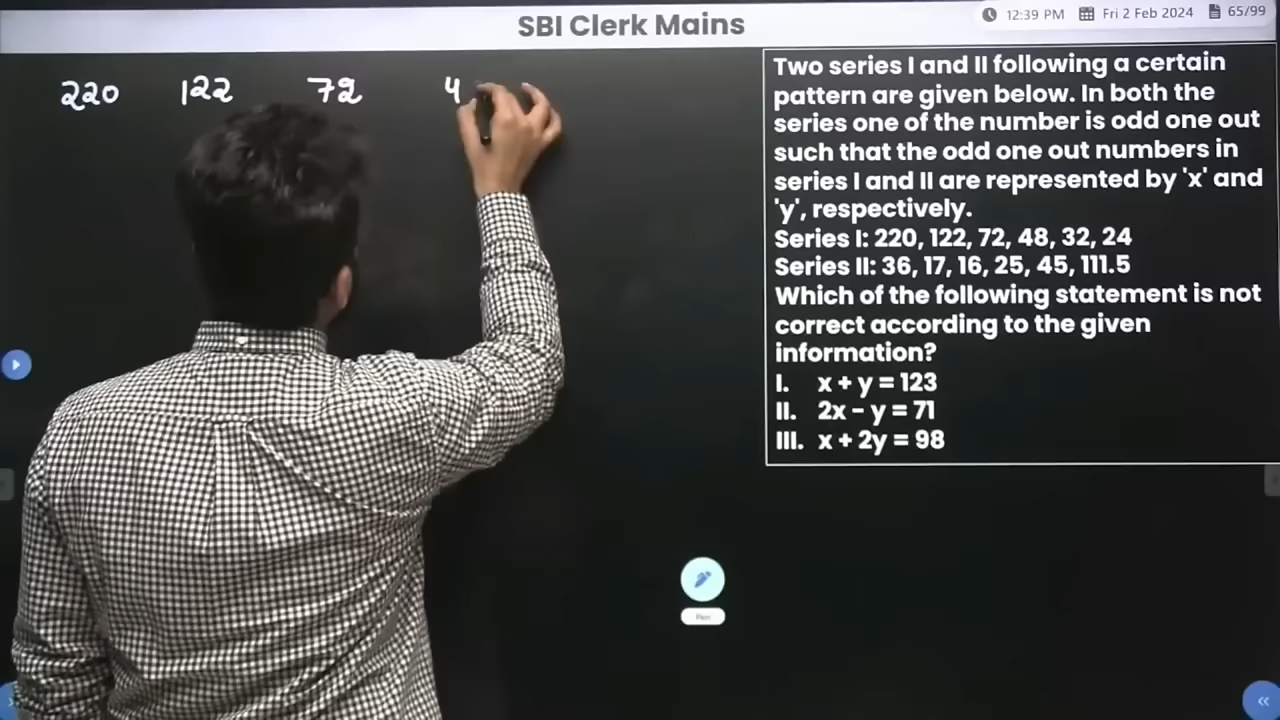 SBI Clerk Mains
12:39 PM Fri 2 Feb 2024 65/99
220 122 72 4
Two series I and II following a certain
pattern are given below. In both the
series one of the number is odd one out
such that the odd one out numbers in
series I and II are represented by 'x' and
'y', respectively.
Series I: 220, 122, 72, 48, 32, 24
Series II: 36, 17, 16, 25, 45, 111.5
Which of the following statement is not
correct according to the given
information?
I. x + y = 123
II. 2x - y = 71
III. x + 2y = 98
Pen